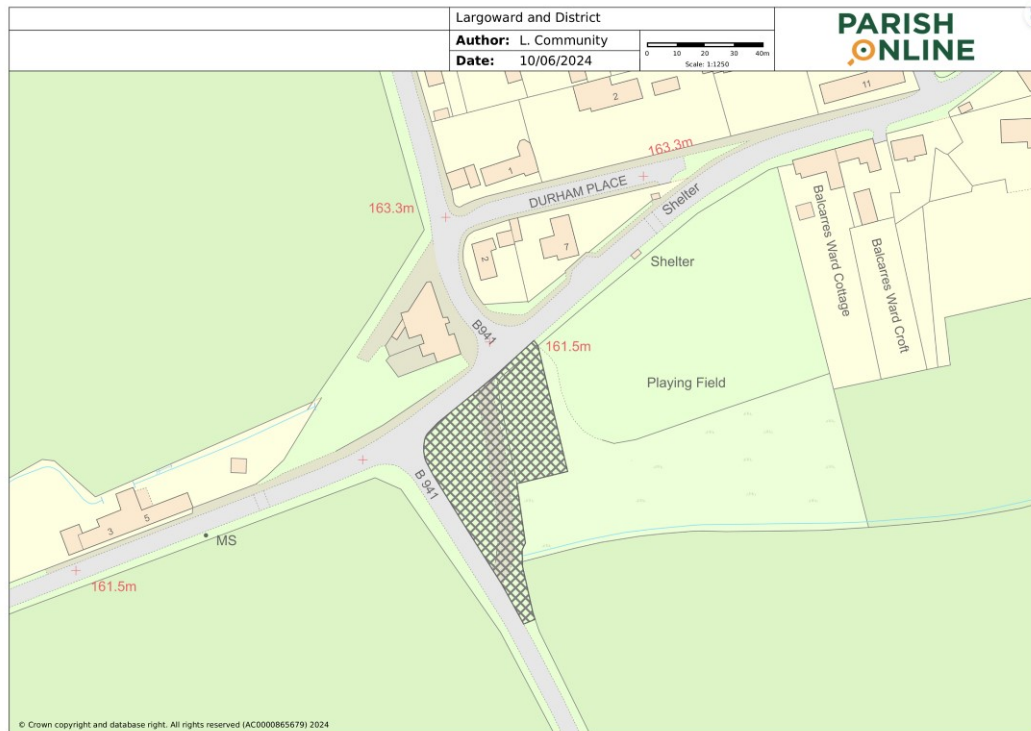 Largoward and District
Author: L. Community
Date: 10/06/2024
0 10 20 30 40m
Scale: 1:1250
PARISH
ONLINE
2
11
163.3m
1
DURHAM PLACE
163.3m
Shelter
2
7
Shelter
Balcarres Ward Cottage
Balcarres Ward Croft
B941
161.5m
Playing Field
B 941
3
5
MS
161.5m
© Crown copyright and database right. All rights reserved (AC0000865679) 2024